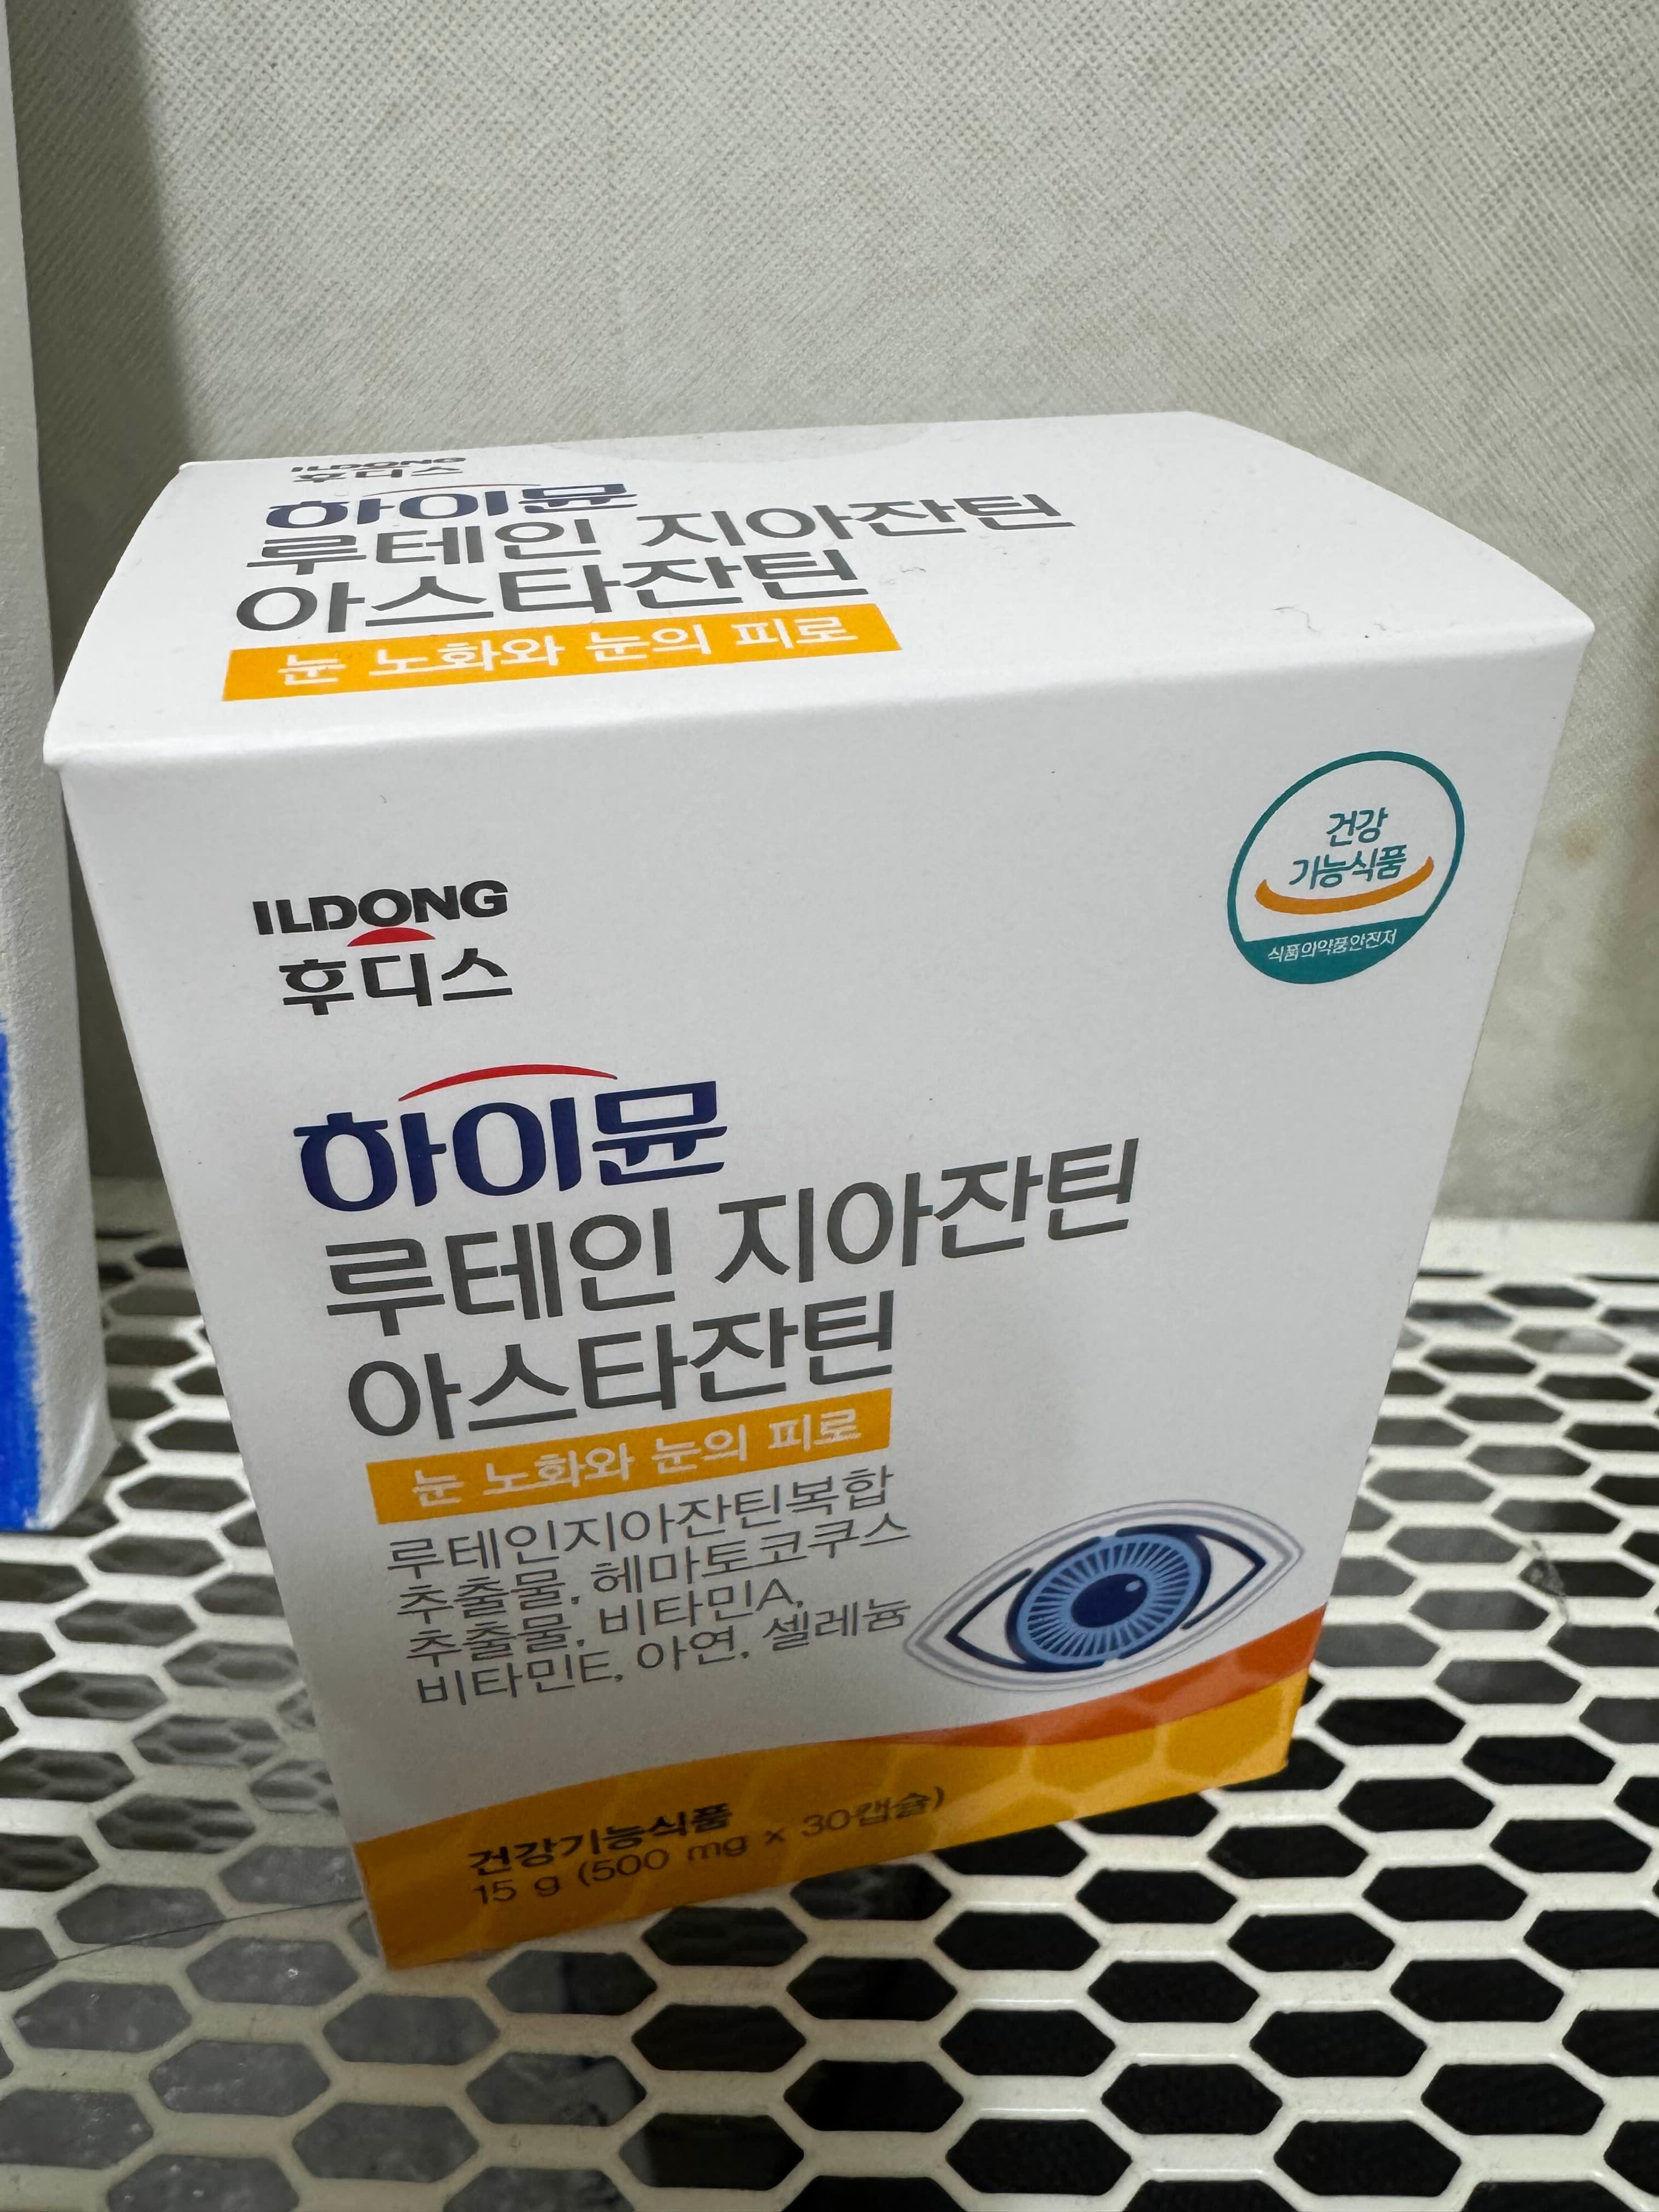 ILDONG
후디스
하이뮨
루테인 지아잔틴
아스타잔틴
눈 노화와 눈의 피로
건강
기능식품
식품의약품안전처
ILDONG
후디스
하이뮨
루테인 지아잔틴
아스타잔틴
눈 노화와 눈의 피로
루테인지아잔틴복합
추출물, 헤마토코쿠스
추출물, 비타민A,
비타민E, 아연, 셀레늄
건강기능식품
15 g (500 mg x 30캡슐)